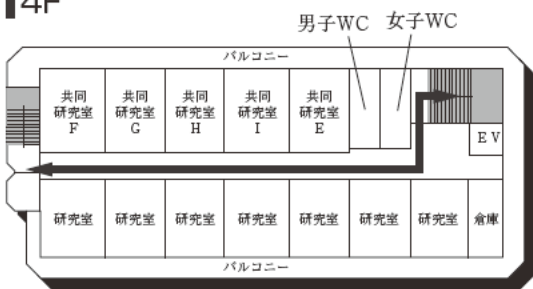 4F
男子WC 女子WC
バルコニー
共同
研究室
F
共同
研究室
G
共同
研究室
H
共同
研究室
I
共同
研究室
E
EV
研究室
研究室
研究室
研究室
研究室
研究室
研究室
倉庫
バルコニー